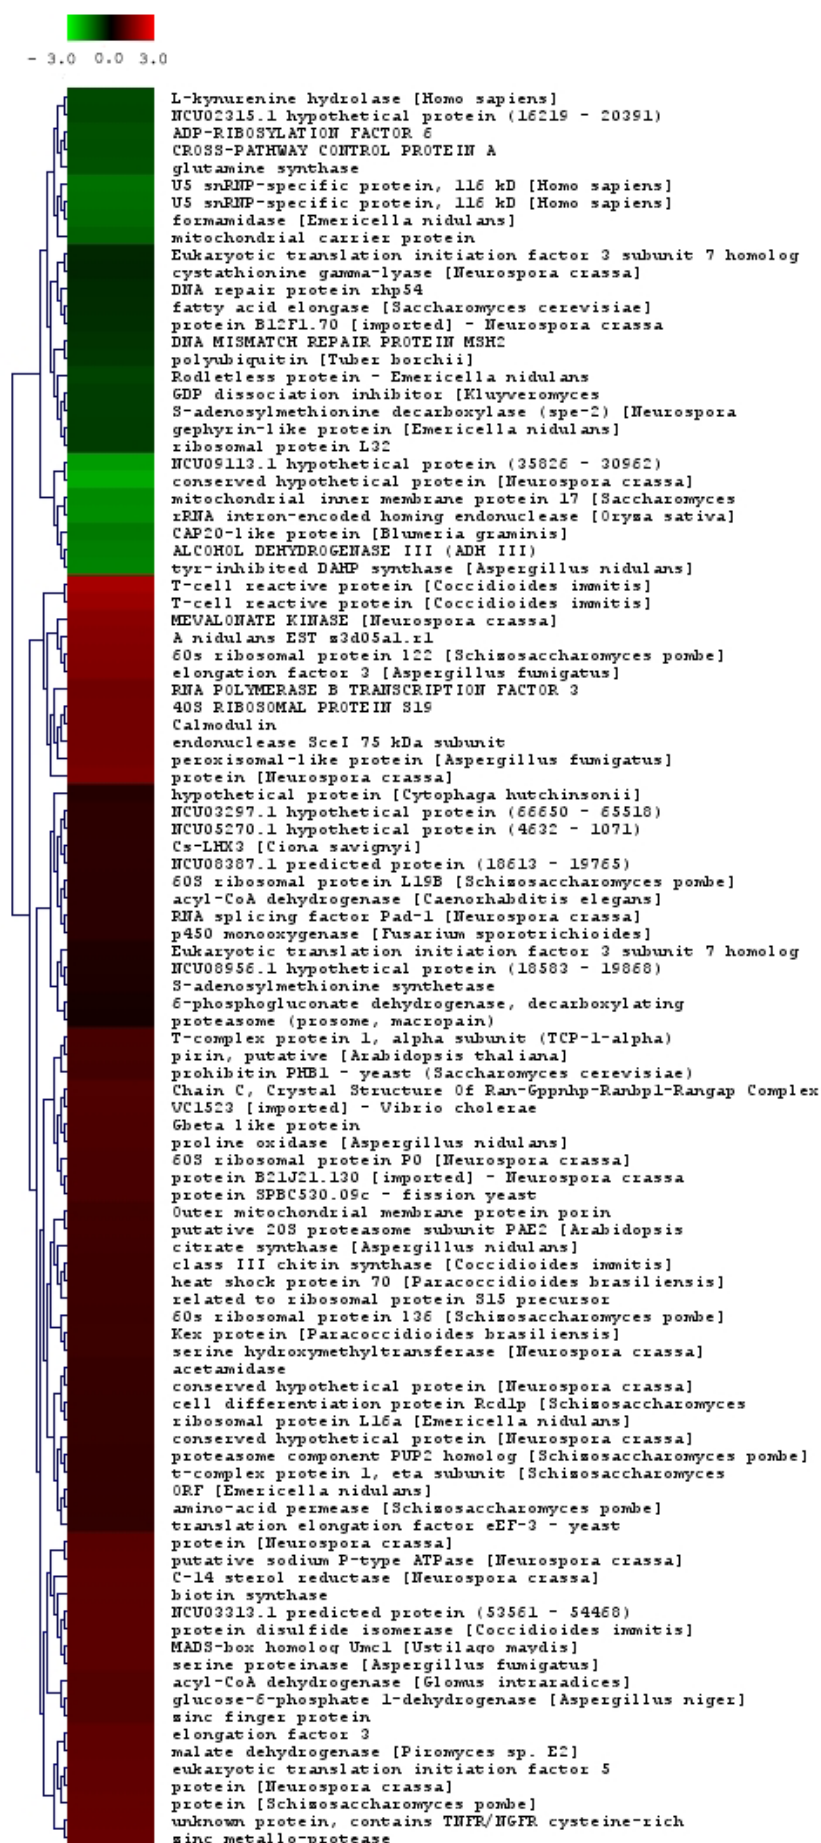 - 3.0 0.0 3.0
L-kynurenine hydrolase [Homo sapiens]
NCU02315.1 hypothetical protein (16219 - 20391)
ADP-RIBOSYLATION FACTOR 6
CROSS-PATHWAY CONTROL PROTEIN A
glutamine synthase
U5 snRNP-specific protein, 116 kD [Homo sapiens]
U5 snRNP-specific protein, 116 kD [Homo sapiens]
formamidase [Emericella nidulans]
mitochondrial carrier protein
Eukaryotic translation initiation factor 3 subunit 7 homolog
cystathionine gamma-lyase [Neurospora crassa]
DNA repair protein rhp54
fatty acid elongase [Saccharomyces cerevisiae]
protein B12F1.70 [imported] - Neurospora crassa
DNA MISMATCH REPAIR PROTEIN MSH2
polyubiquitin [Tuber borchii]
Rodletless protein - Emericella nidulans
GDP dissociation inhibitor [Kluyveromyces
S-adenosylmethionine decarboxylase (spe-2) [Neurospora
gephyrin-like protein [Emericella nidulans]
ribosomal protein L32
NCU09113.1 hypothetical protein (35826 - 30962)
conserved hypothetical protein [Neurospora crassa]
mitochondrial inner membrane protein 17 [Saccharomyces
rRNA intron-encoded homing endonuclease [Oryza sativa]
CAP20-like protein [Blumeria graminis]
ALCOHOL DEHYDROGENASE III (ADH III)
tyr-inhibited DAHP synthase [Aspergillus nidulans]
T-cell reactive protein [Coccidioides immitis]
T-cell reactive protein [Coccidioides immitis]
MEVALONATE KINASE [Neurospora crassa]
A nidulans EST z3d05a1.r1
60s ribosomal protein l22 [Schizosaccharomyces pombe]
elongation factor 3 [Aspergillus fumigatus]
RNA POLYMERASE B TRANSCRIPTION FACTOR 3
40S RIBOSOMAL PROTEIN S19
Calmodulin
endonuclease SceI 75 kDa subunit
peroxisomal-like protein [Aspergillus fumigatus]
protein [Neurospora crassa]
hypothetical protein [Cytophaga hutchinsonii]
NCU03297.1 hypothetical protein (66650 - 65518)
NCU05270.1 hypothetical protein (4632 - 1071)
Cs-LHX3 [Ciona savignyi]
NCU08387.1 predicted protein (18613 - 19765)
60S ribosomal protein L19B [Schizosaccharomyces pombe]
acyl-CoA dehydrogenase [Caenorhabditis elegans]
RNA splicing factor Pad-1 [Neurospora crassa]
p450 monooxygenase [Fusarium sporotrichioides]
Eukaryotic translation initiation factor 3 subunit 7 homolog
NCU08956.1 hypothetical protein (18583 - 19868)
S-adenosylmethionine synthetase
6-phosphogluconate dehydrogenase, decarboxylating
proteasome (prosome, macropain)
T-complex protein 1, alpha subunit (TCP-1-alpha)
pirin, putative [Arabidopsis thaliana]
prohibitin PHB1 - yeast (Saccharomyces cerevisiae)
Chain C, Crystal Structure Of Ran-Gppnhp-Ranbp1-Rangap Complex
VC1523 [imported] - Vibrio cholerae
Gbeta like protein
proline oxidase [Aspergillus nidulans]
60S ribosomal protein P0 [Neurospora crassa]
protein B21J21.130 [imported] - Neurospora crassa
protein SPBC530.09c - fission yeast
Outer mitochondrial membrane protein porin
putative 20S proteasome subunit PAE2 [Arabidopsis
citrate synthase [Aspergillus nidulans]
class III chitin synthase [Coccidioides immitis]
heat shock protein 70 [Paracoccidioides brasiliensis]
related to ribosomal protein S15 precursor
60s ribosomal protein l36 [Schizosaccharomyces pombe]
Kex protein [Paracoccidioides brasiliensis]
serine hydroxymethyltransferase [Neurospora crassa]
acetamidase
conserved hypothetical protein [Neurospora crassa]
cell differentiation protein Rcd1p [Schizosaccharomyces
ribosomal protein L16a [Emericella nidulans]
conserved hypothetical protein [Neurospora crassa]
proteasome component PUP2 homolog [Schizosaccharomyces pombe]
t-complex protein 1, eta subunit [Schizosaccharomyces
ORF [Emericella nidulans]
amino-acid permease [Schizosaccharomyces pombe]
translation elongation factor eEF-3 - yeast
protein [Neurospora crassa]
putative sodium P-type ATPase [Neurospora crassa]
C-14 sterol reductase [Neurospora crassa]
biotin synthase
NCU03313.1 predicted protein (53561 - 54468)
protein disulfide isomerase [Coccidioides immitis]
MADS-box homolog Umc1 [Ustilago maydis]
serine proteinase [Aspergillus fumigatus]
acyl-CoA dehydrogenase [Glomus intraradices]
glucose-6-phosphate 1-dehydrogenase [Aspergillus niger]
zinc finger protein
elongation factor 3
malate dehydrogenase [Piromyces sp. E2]
eukaryotic translation initiation factor 5
protein [Neurospora crassa]
protein [Schizosaccharomyces pombe]
unknown protein, contains TNFR/NGFR cysteine-rich
zinc metallo-protease